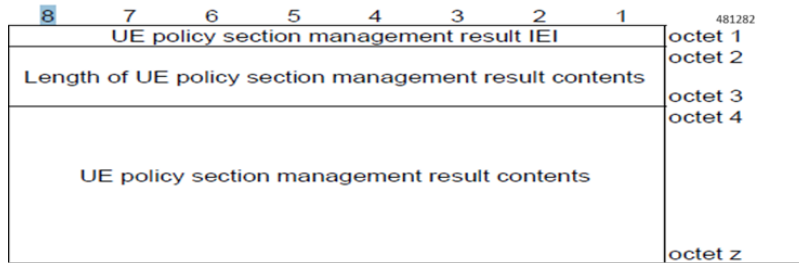 8 7 6 5 4 3 2 1 481282
UE policy section management result IEI octet 1
octet 2
Length of UE policy section management result contents
octet 3
octet 4
UE policy section management result contents
octet z